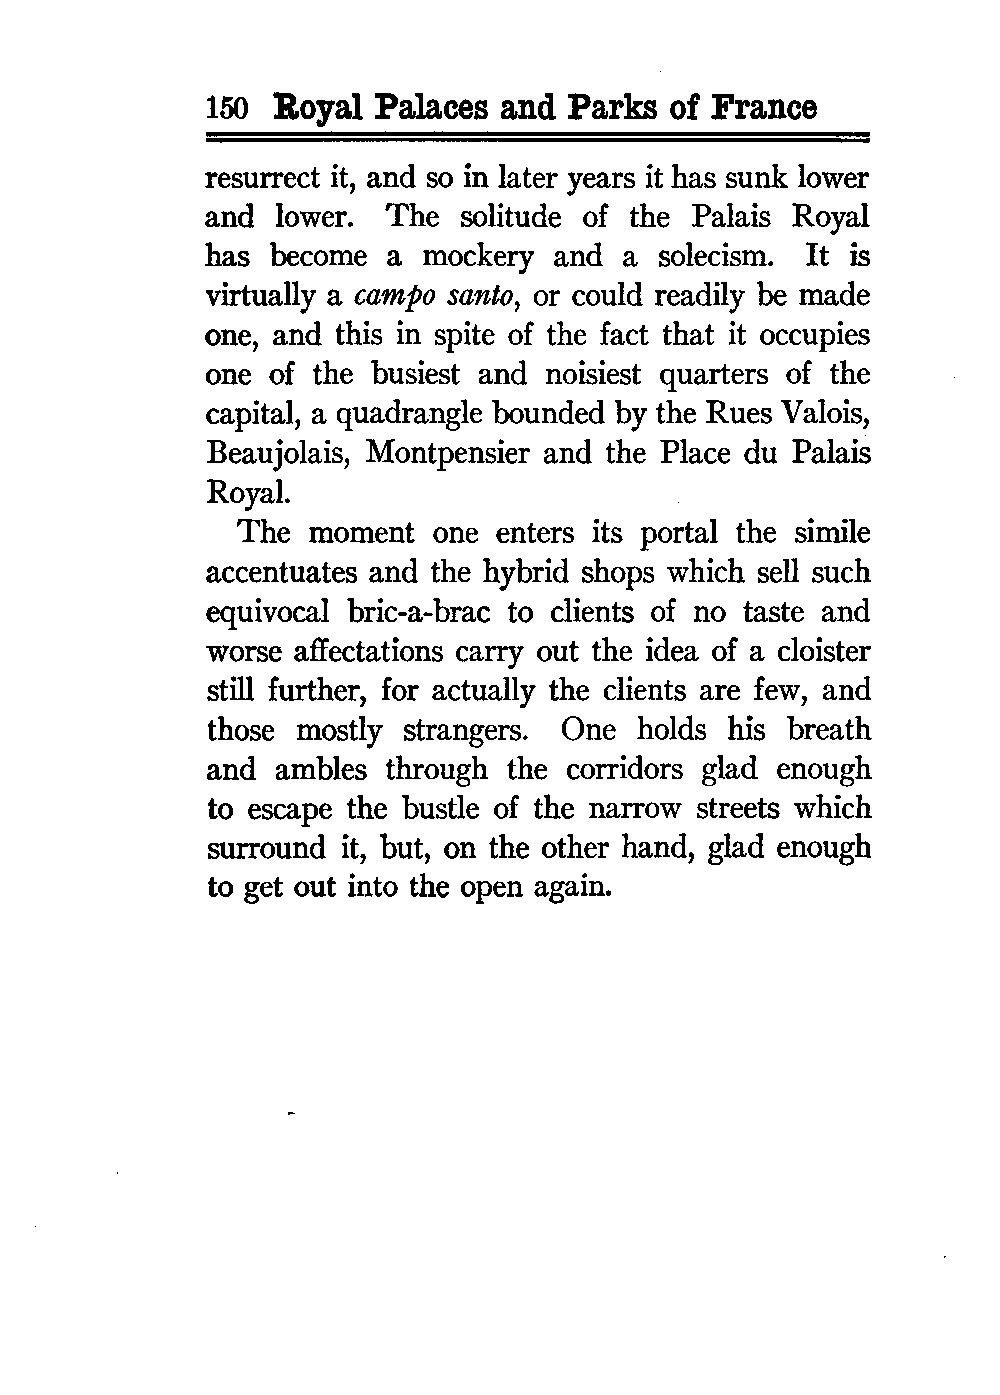 150 Royal Palaces and Parks of France
resurrect it, and so in later years it has sunk lower
and lower. The solitude of the Palais Royal
has become a mockery and a solecism. It is
virtually a campo santo, or could readily be made
one, and this in spite of the fact that it occupies
one of the busiest and noisiest quarters of the
capital, a quadrangle bounded by the Rues Valois,
Beaujolais, Montpensier and the Place du Palais
Royal.
The moment one enters its portal the simile
accentuates and the hybrid shops which sell such
equivocal bric-a-brac to clients of no taste and
worse affectations carry out the idea of a cloister
still further, for actually the clients are few, and
those mostly strangers. One holds his breath
and ambles through the corridors glad enough
to escape the bustle of the narrow streets which
surround it, but, on the other hand, glad enough
to get out into the open again.